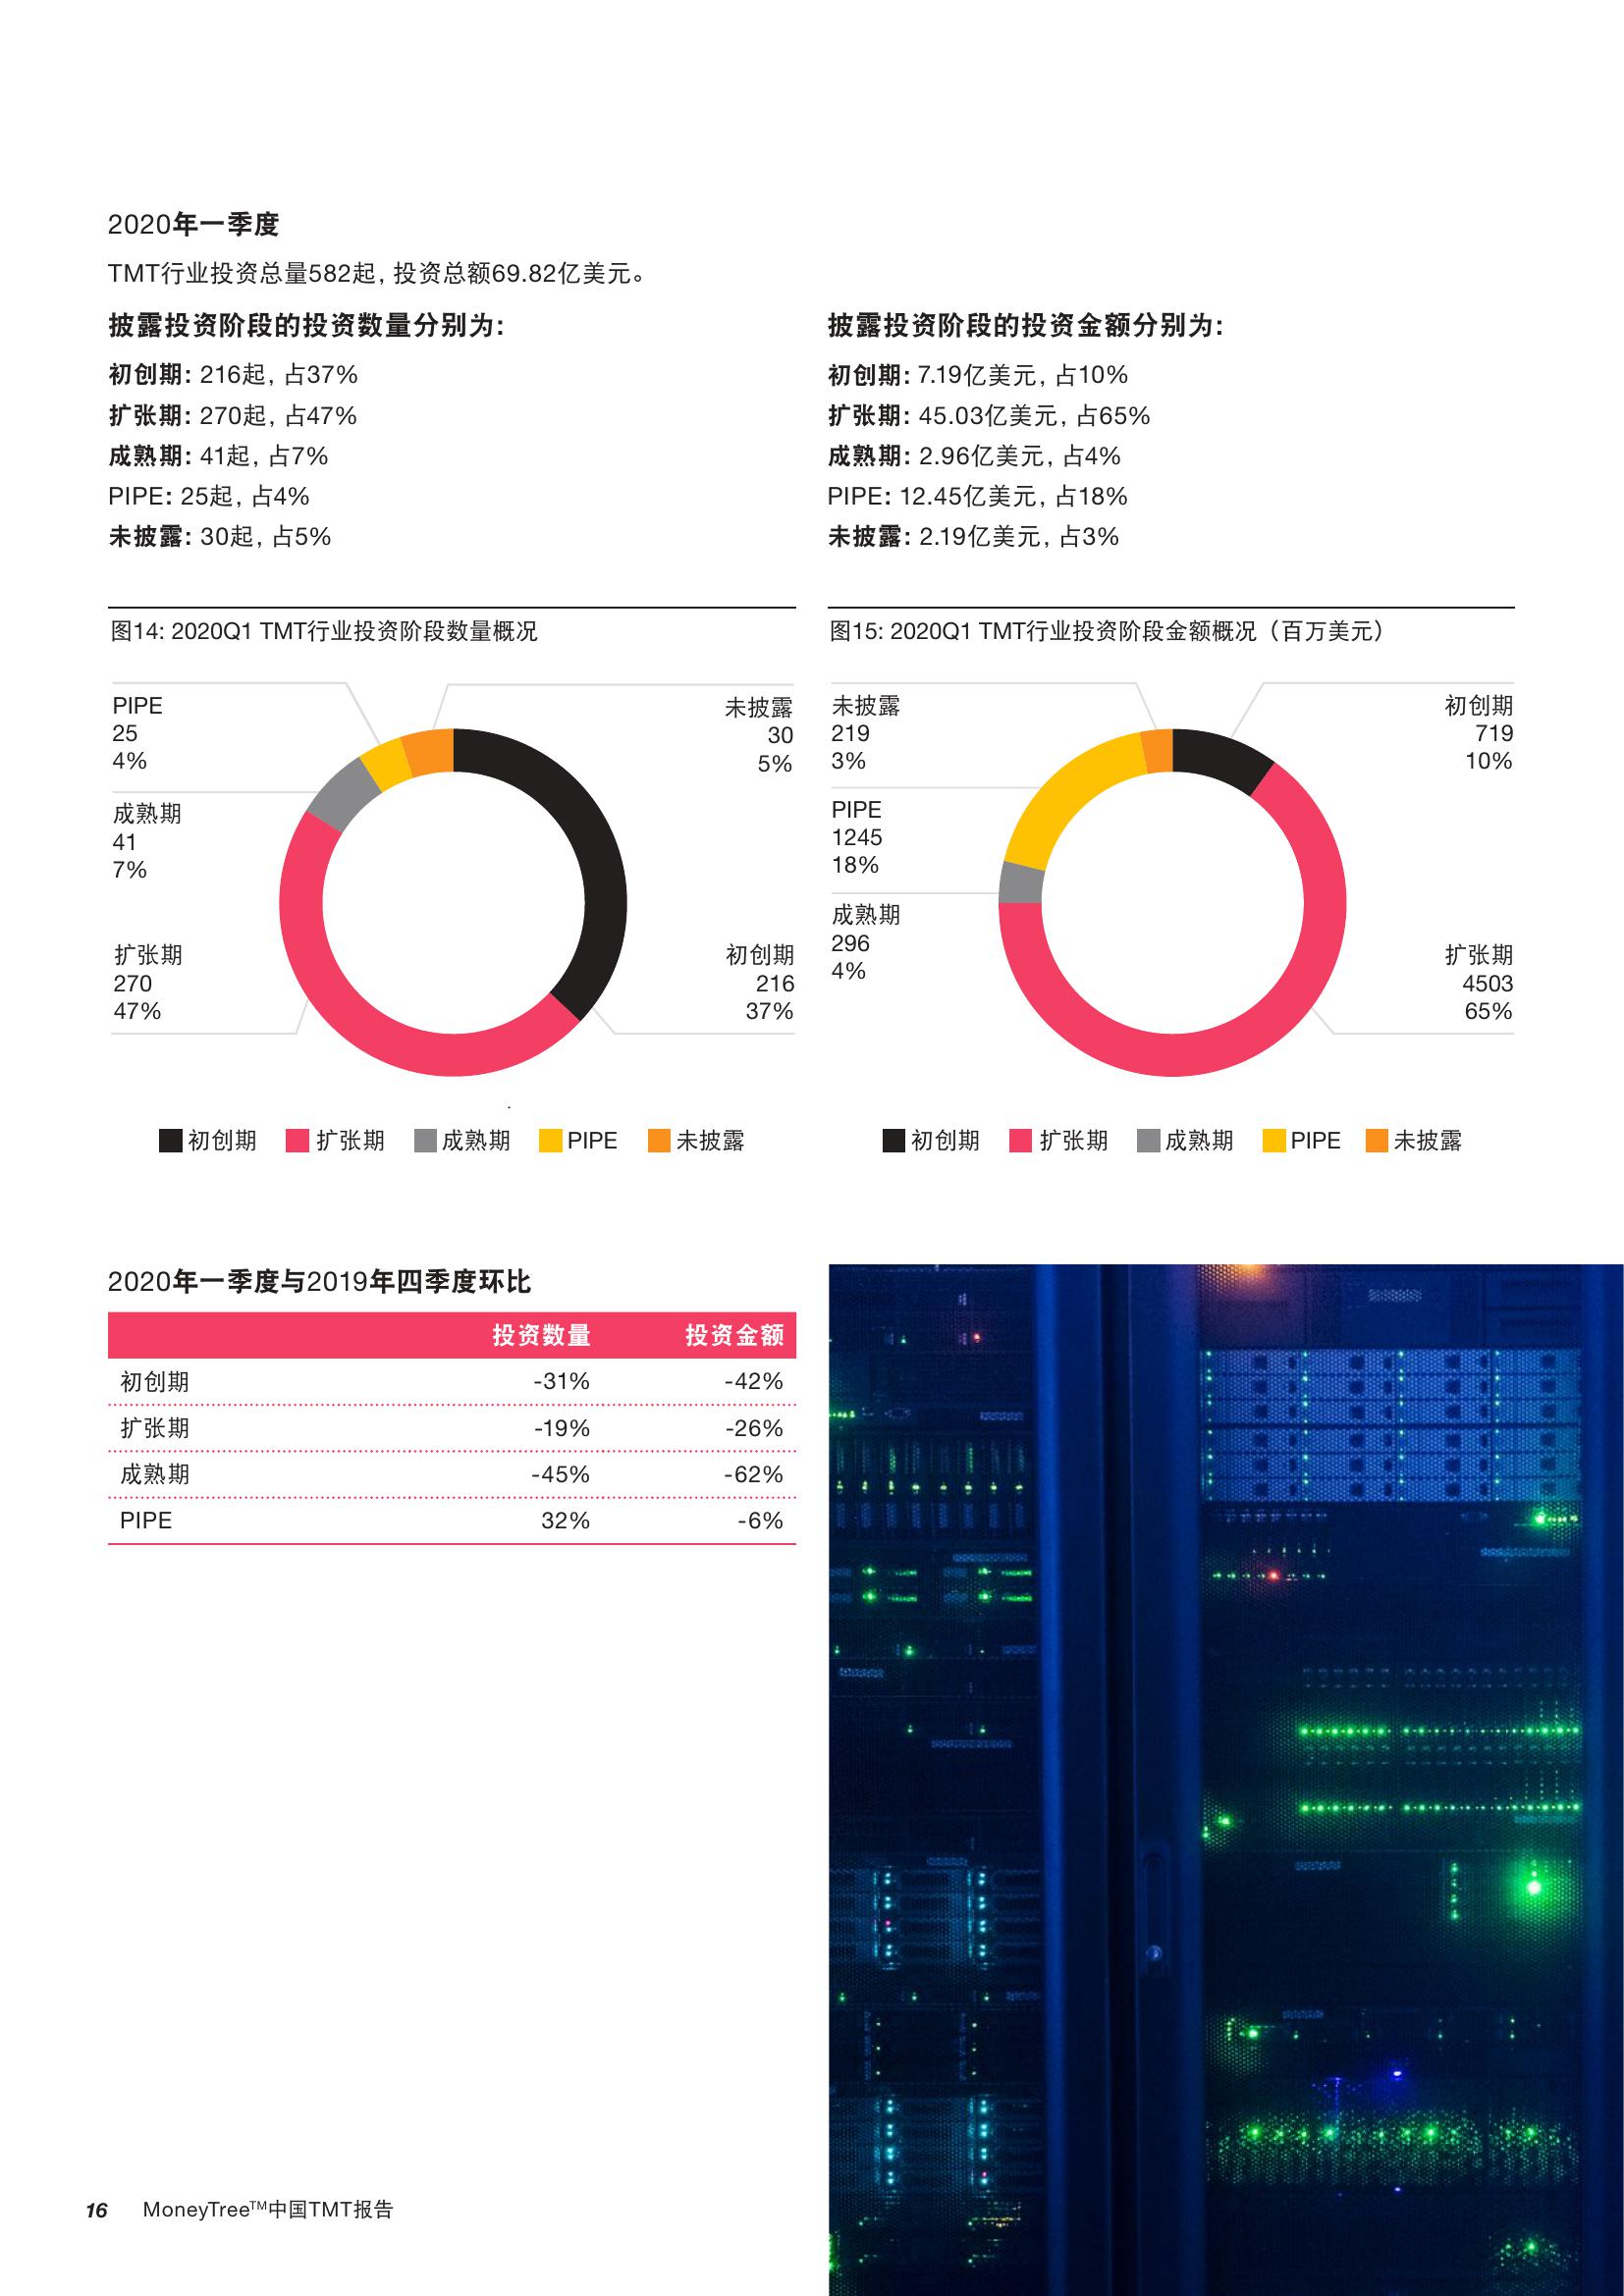 2020年一季度
TMT行业投资总量582起, 投资总额69.82亿美元。
披露投资阶段的投资数量分别为:
初创期: 216起, 占37%
扩张期: 270起, 占47%
成熟期: 41起, 占7%
PIPE: 25起, 占4%
未披露: 30起, 占5%
披露投资阶段的投资金额分别为:
初创期: 7.19亿美元, 占10%
扩张期: 45.03亿美元, 占65%
成熟期: 2.96亿美元, 占4%
PIPE: 12.45亿美元, 占18%
未披露: 2.19亿美元, 占3%
图14: 2020Q1 TMT行业投资阶段数量概况
PIPE
25
4%
未披露
30
5%
成熟期
41
7%
扩张期
270
47%
初创期
216
37%
初创期 扩张期 成熟期 PIPE 未披露
图15: 2020Q1 TMT行业投资阶段金额概况（百万美元）
未披露
219
3%
初创期
719
10%
PIPE
1245
18%
成熟期
296
4%
扩张期
4503
65%
初创期 扩张期 成熟期 PIPE 未披露
2020年一季度与2019年四季度环比
投资数量 投资金额
初创期 -31% -42%
扩张期 -19% -26%
成熟期 -45% -62%
PIPE 32% -6%
16 MoneyTree™中国TMT报告